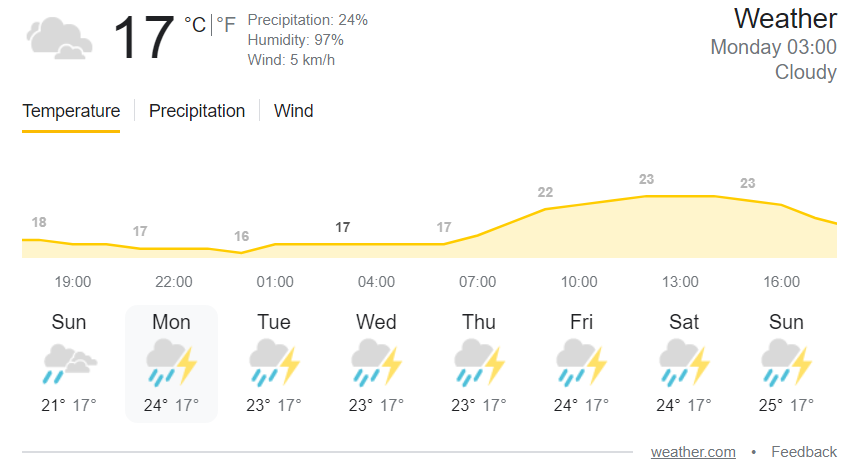 17 °C | °F
Precipitation: 24%
Humidity: 97%
Wind: 5 km/h
Weather
Monday 03:00
Cloudy
Temperature | Precipitation | Wind
18 17 16 17 17 22 23 23
19:00 22:00 01:00 04:00 07:00 10:00 13:00 16:00
Sun Mon Tue Wed Thu Fri Sat Sun
21° 17° 24° 17° 23° 17° 23° 17° 23° 17° 24° 17° 24° 17° 25° 17°
weather.com • Feedback